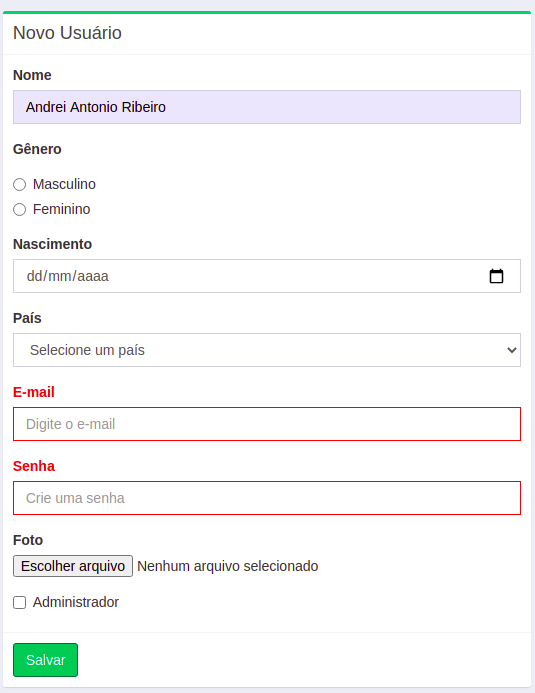 Novo Usuário
Nome
Andrei Antonio Ribeiro
Gênero
Masculino
Feminino
Nascimento
dd/mm/aaaa
País
Selecione um país
E-mail
Digite o e-mail
Senha
Crie uma senha
Foto
Escolher arquivo Nenhum arquivo selecionado
Administrador
Salvar